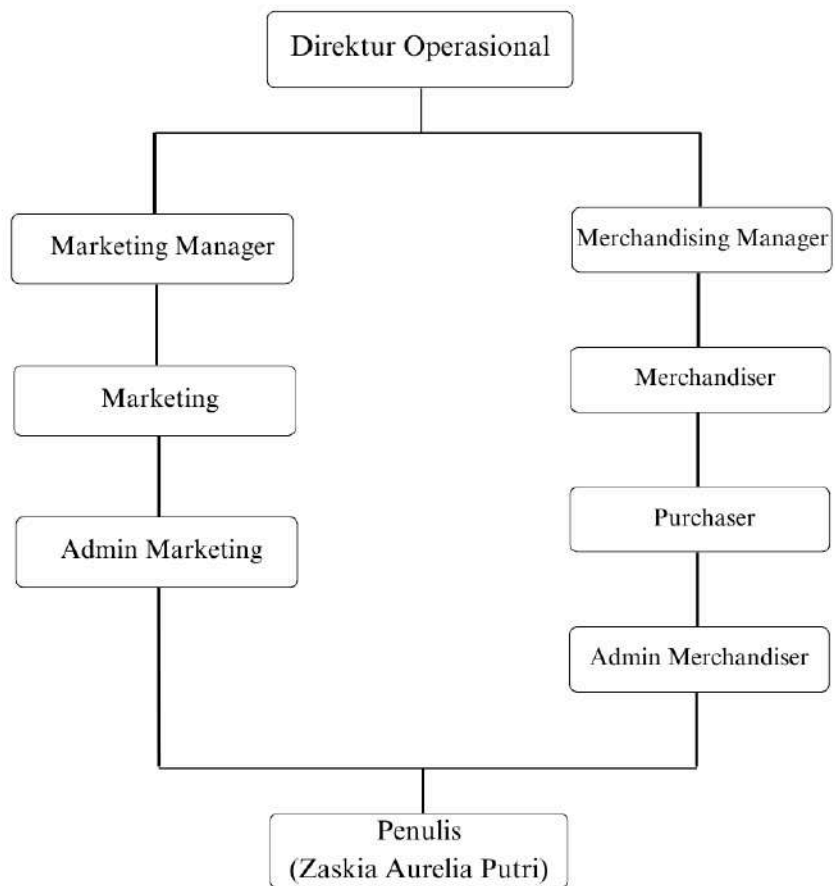 Direktur Operasional
Marketing Manager
Merchandising Manager
Marketing
Merchandiser
Admin Marketing
Purchaser
Admin Merchandiser
Penulis
(Zaskia Aurelia Putri)